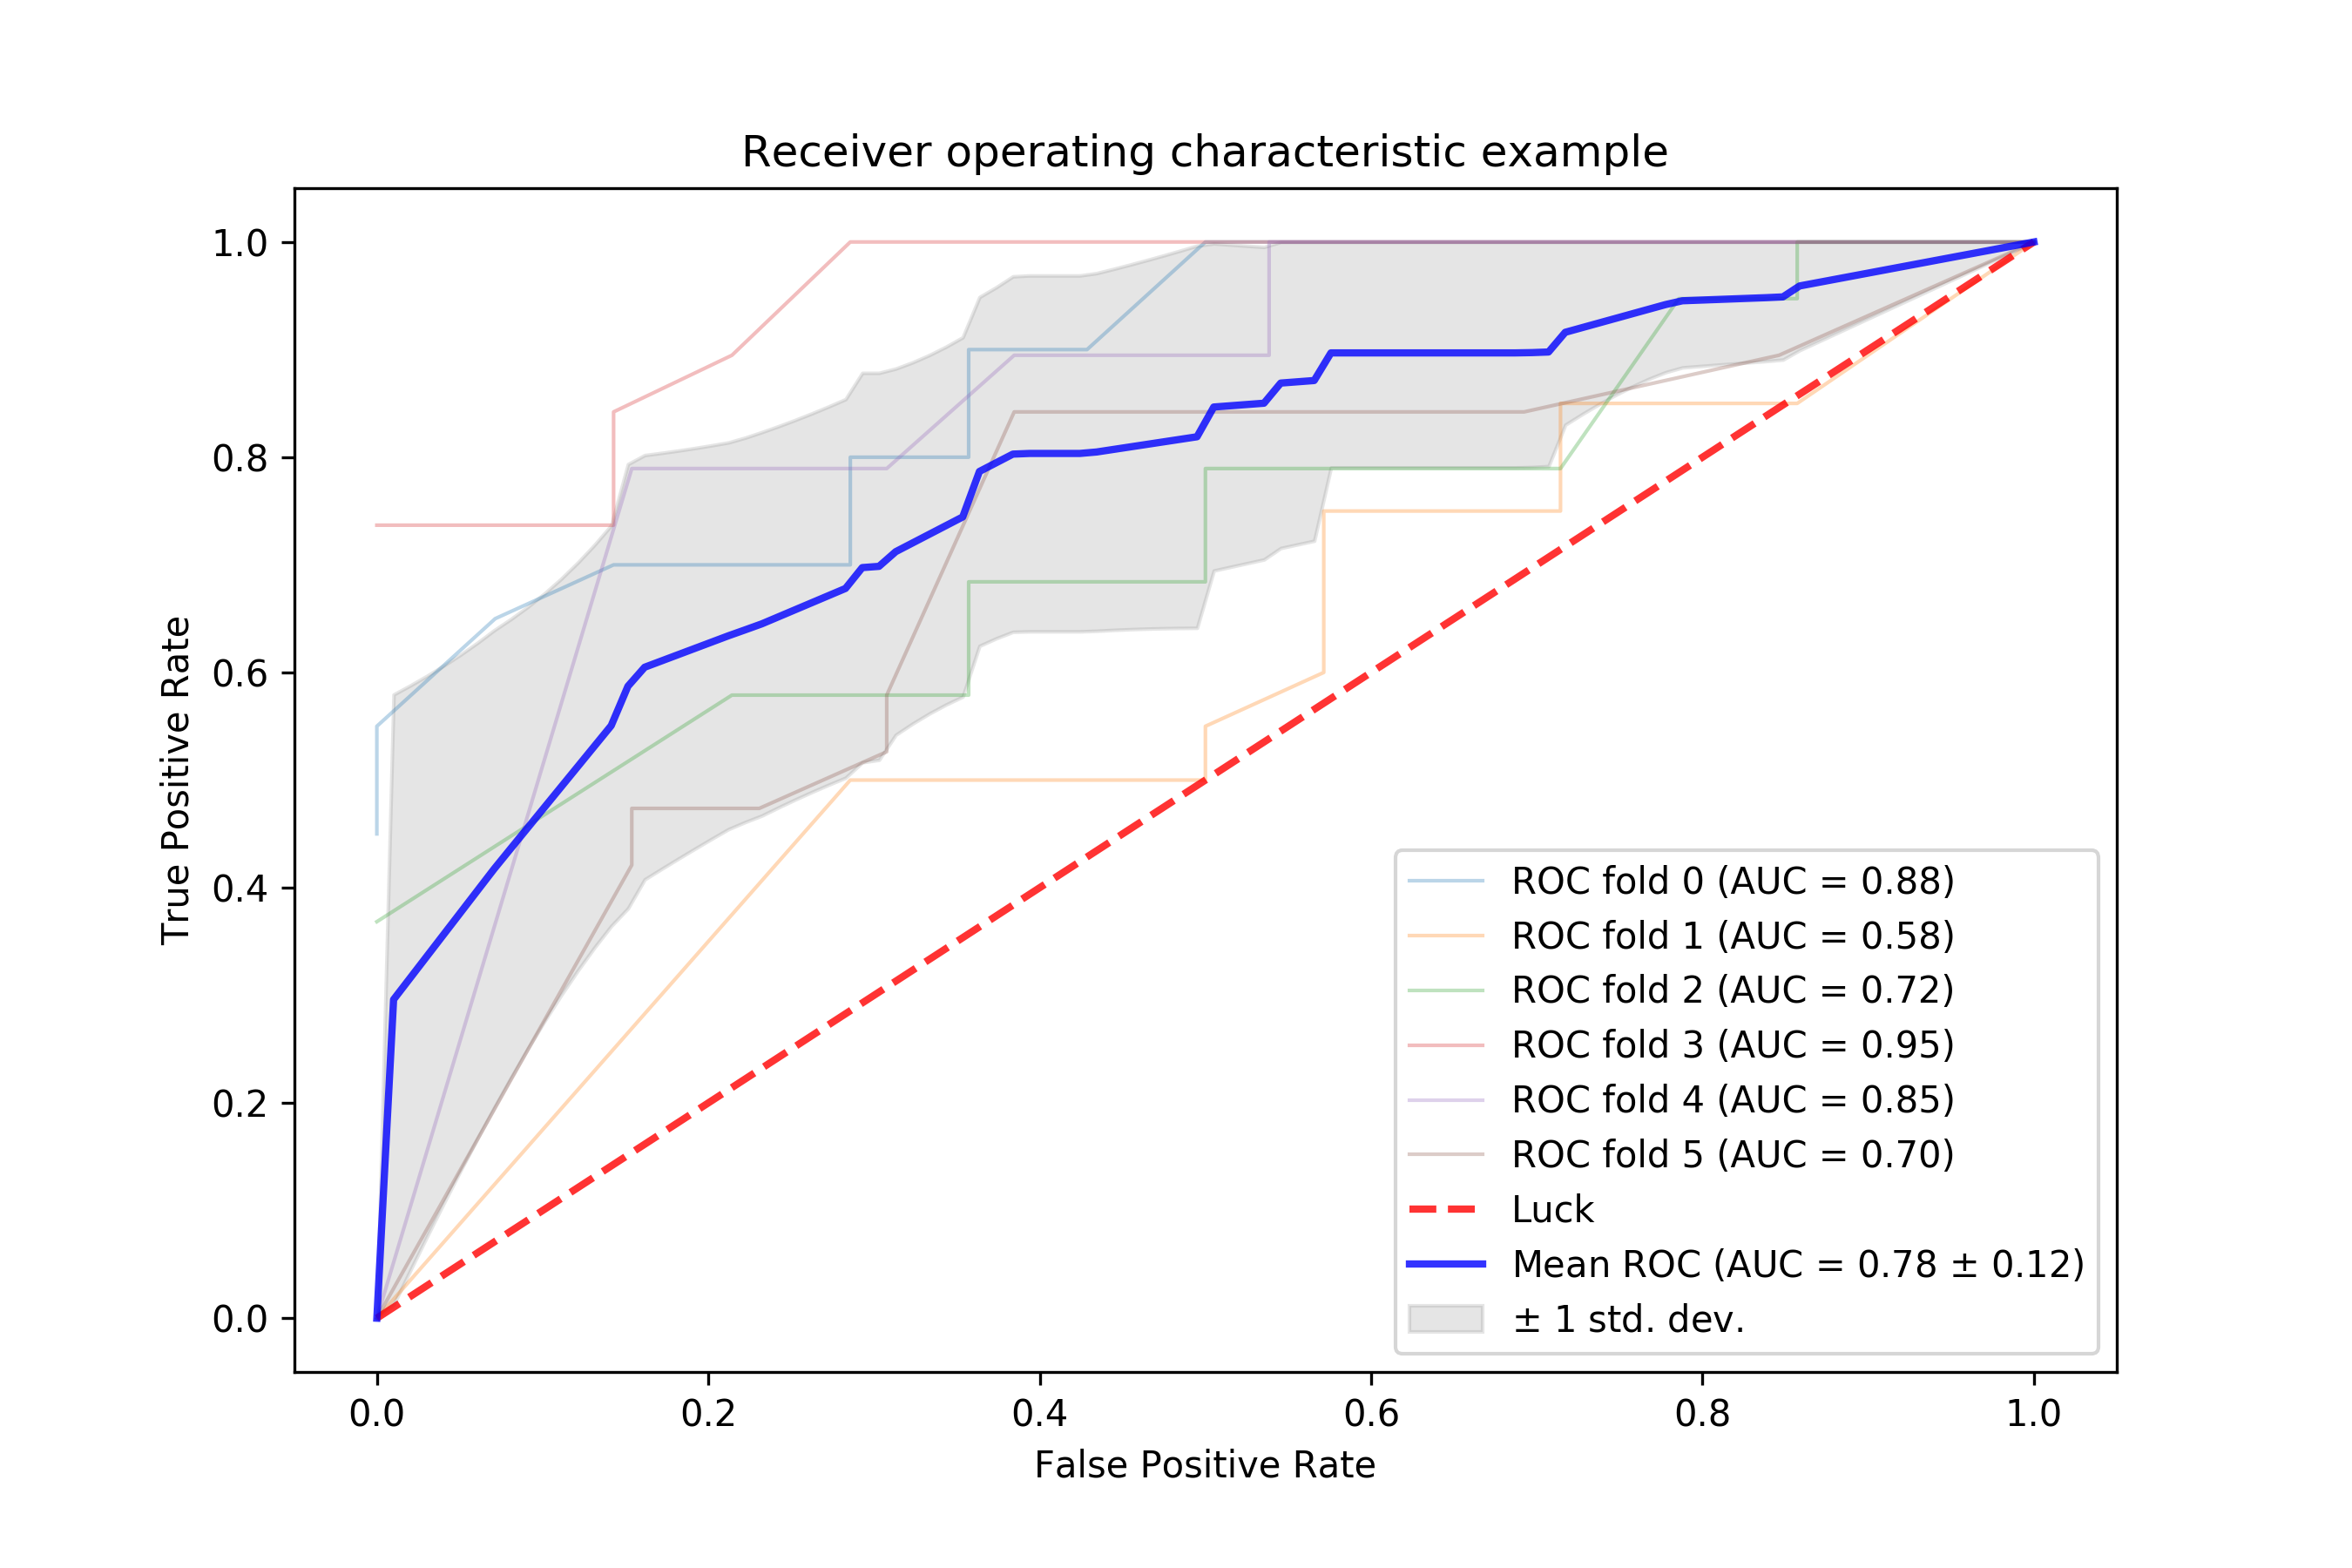 Receiver operating characteristic example
True Positive Rate
1.0
0.8
0.6
0.4
0.2
0.0
ROC fold 0 (AUC = 0.88)
ROC fold 1 (AUC = 0.58)
ROC fold 2 (AUC = 0.72)
ROC fold 3 (AUC = 0.95)
ROC fold 4 (AUC = 0.85)
ROC fold 5 (AUC = 0.70)
Luck
Mean ROC (AUC = 0.78 ± 0.12)
± 1 std. dev.
0.0 0.2 0.4 0.6 0.8 1.0
False Positive Rate